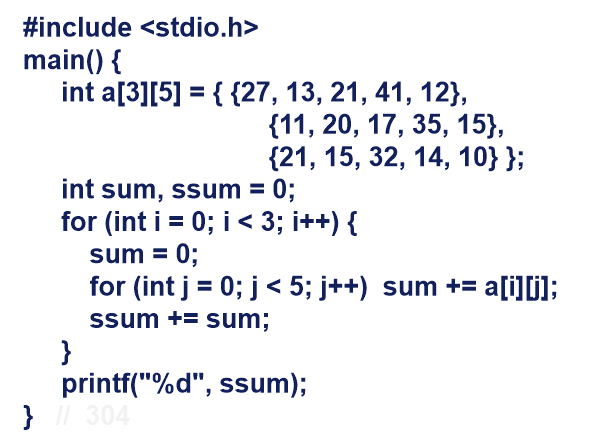 #include <stdio.h>
main() {
int a[3][5] = { {27, 13, 21, 41, 12},
{11, 20, 17, 35, 15},
{21, 15, 32, 14, 10} };
int sum, ssum = 0;
for (int i = 0; i < 3; i++) {
sum = 0;
for (int j = 0; j < 5; j++)  sum += a[i][j];
ssum += sum;
}
printf("%d", ssum);
}  //  304